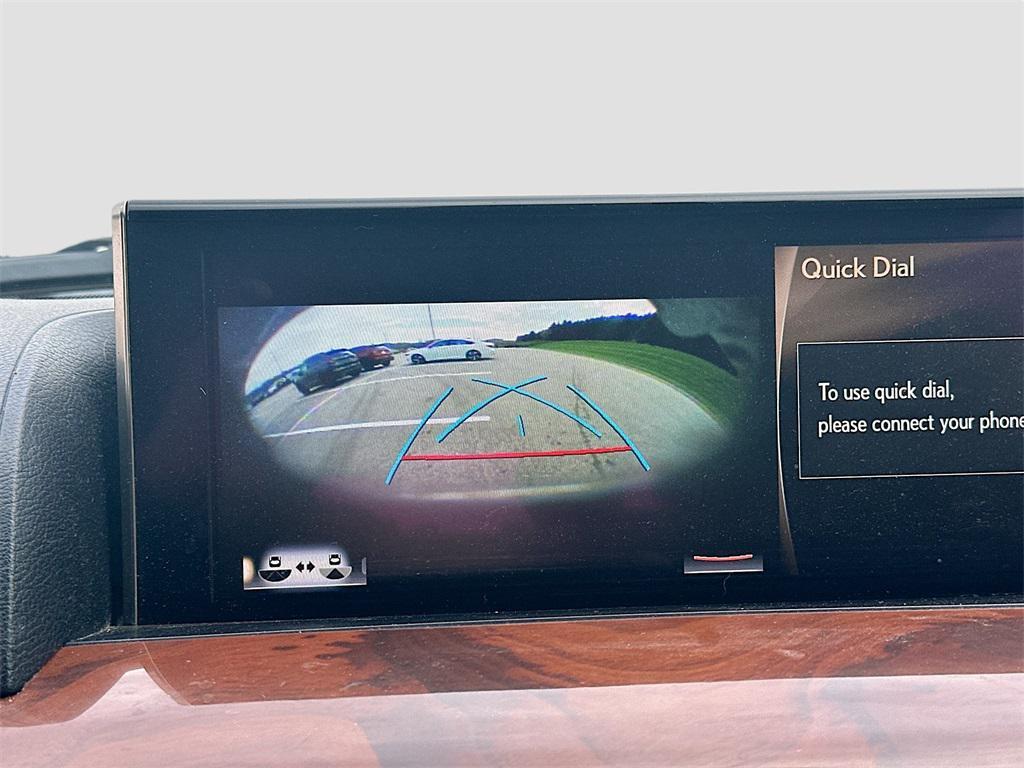 Quick Dial
To use quick dial,
please connect your phone